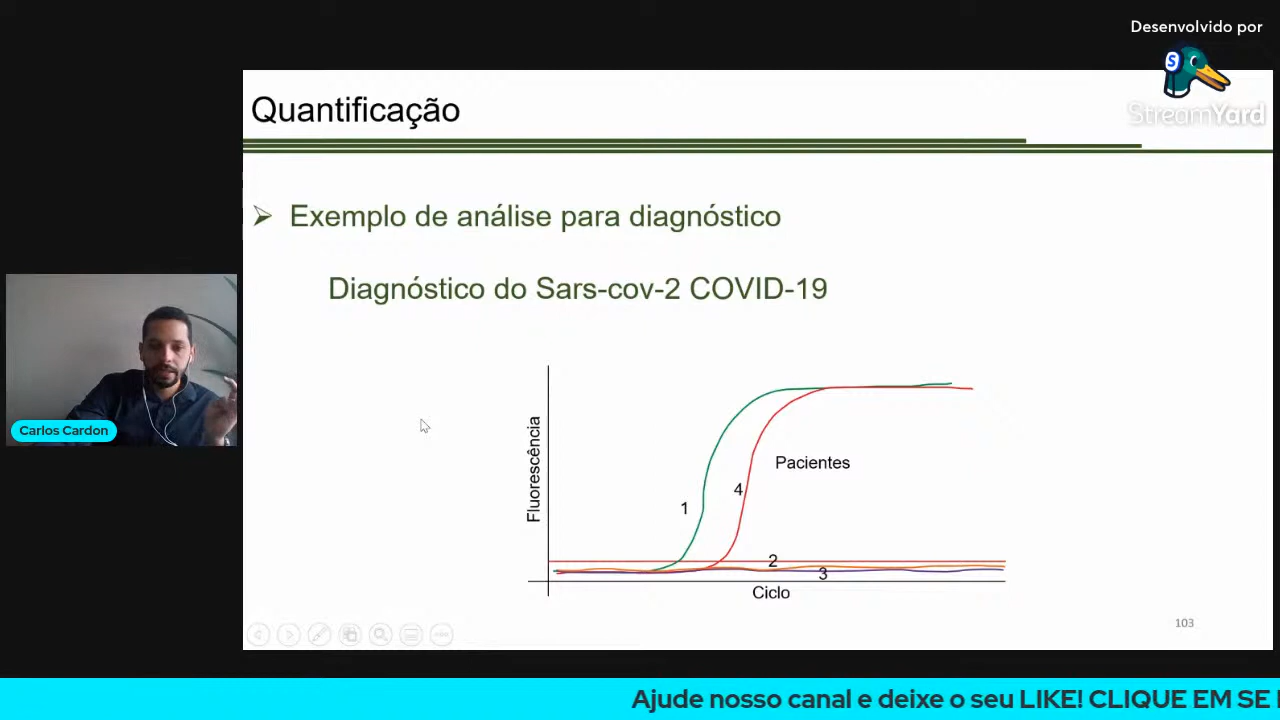 Desenvolvido por
S
StreamYard
Quantificação
Exemplo de análise para diagnóstico
Diagnóstico do Sars-cov-2 COVID-19
Fluorescência
Pacientes
1
4
2
3
Ciclo
103
Carlos Cardon
Ajude nosso canal e deixe o seu LIKE! CLIQUE EM SE